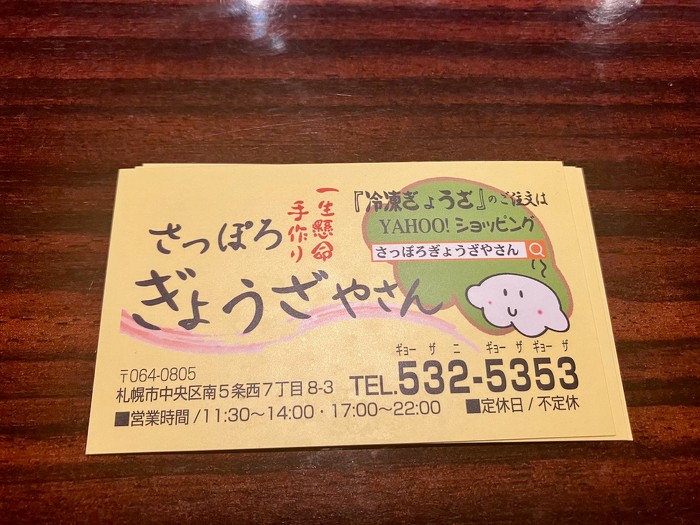 一生懸命
手作り
さっぽろ
ぎょうざやさん
『冷凍ぎょうざ』のご注文は
YAHOO! ショッピング
さっぽろぎょうざやさん
〒064-0805
札幌市中央区南5条西7丁目8-3
ギョー ザ ニ ギョー ザ ギョー ザ
TEL.532-5353
■営業時間/11:30~14:00・17:00~22:00 ■定休日/不定休